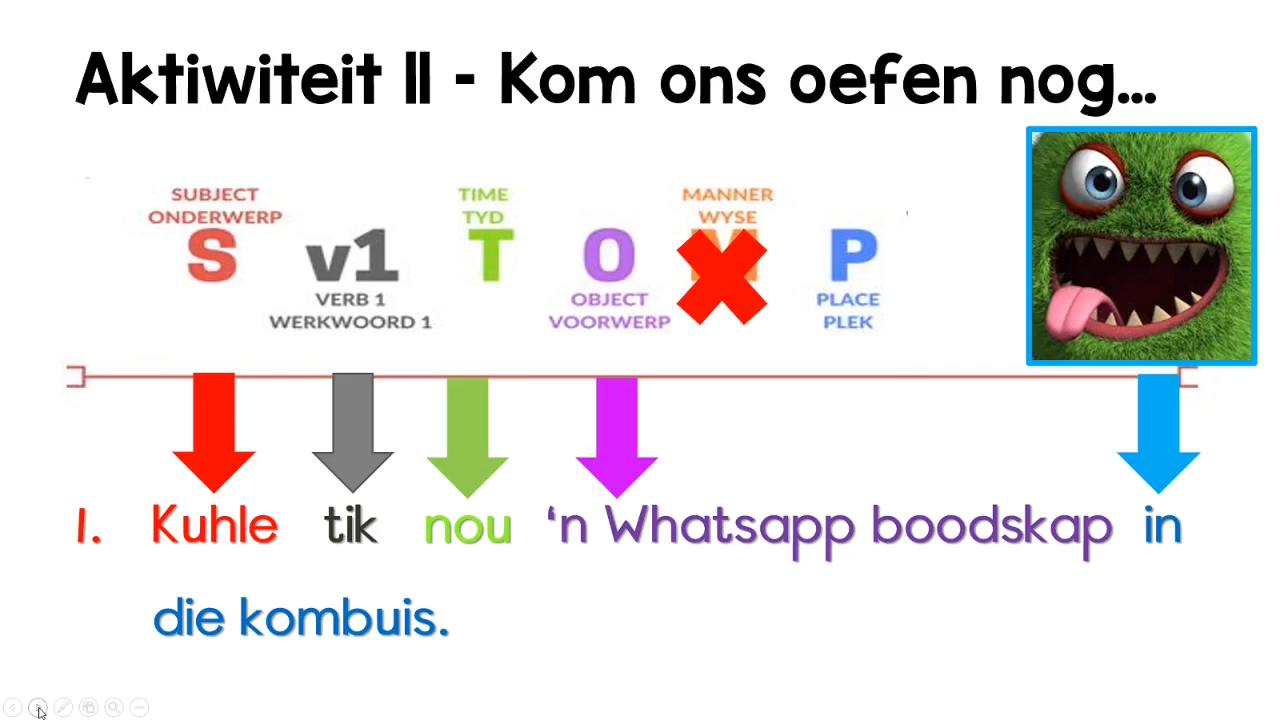 Aktiwiteit 11 - Kom ons oefen nog...
SUBJECT
ONDERWERP
S
v1
VERB 1
WERKWOORD 1
TIME
TYD
T
O
OBJECT
VOORWERP
MANNER
WYSE
M
P
PLACE
PLEK
1. Kuhle tik nou ‘n Whatsapp boodskap in
die kombuis.